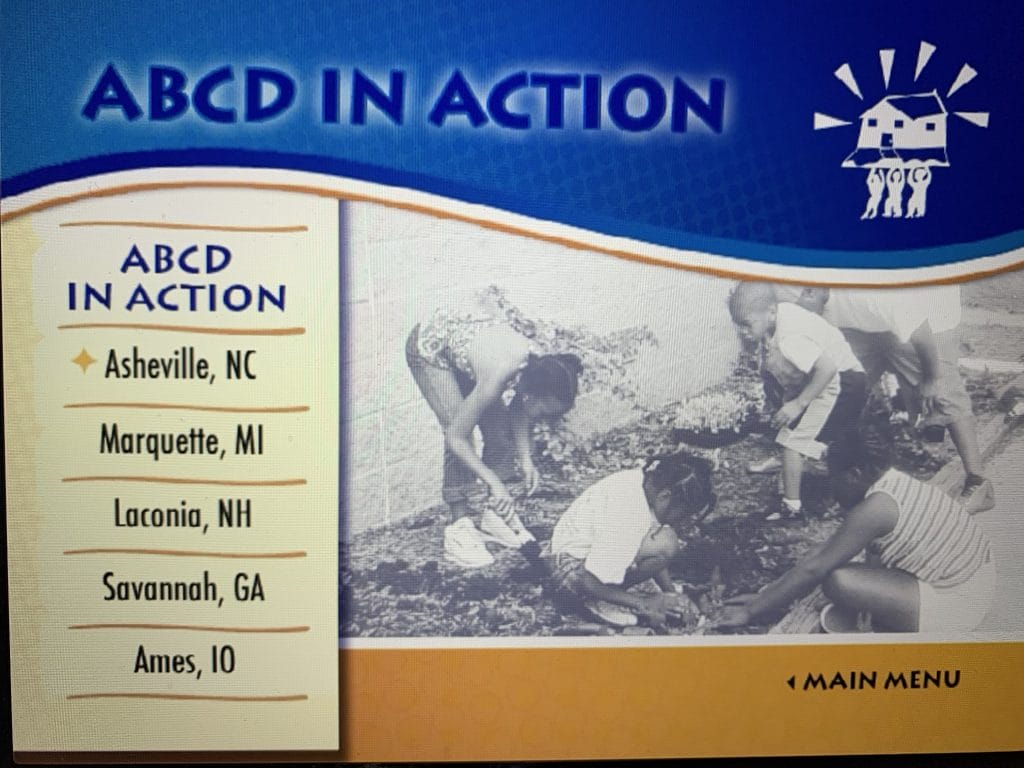 ABCD IN ACTION
ABCD
IN ACTION
Asheville, NC
Marquette, MI
Laconia, NH
Savannah, GA
Ames, IO
MAIN MENU